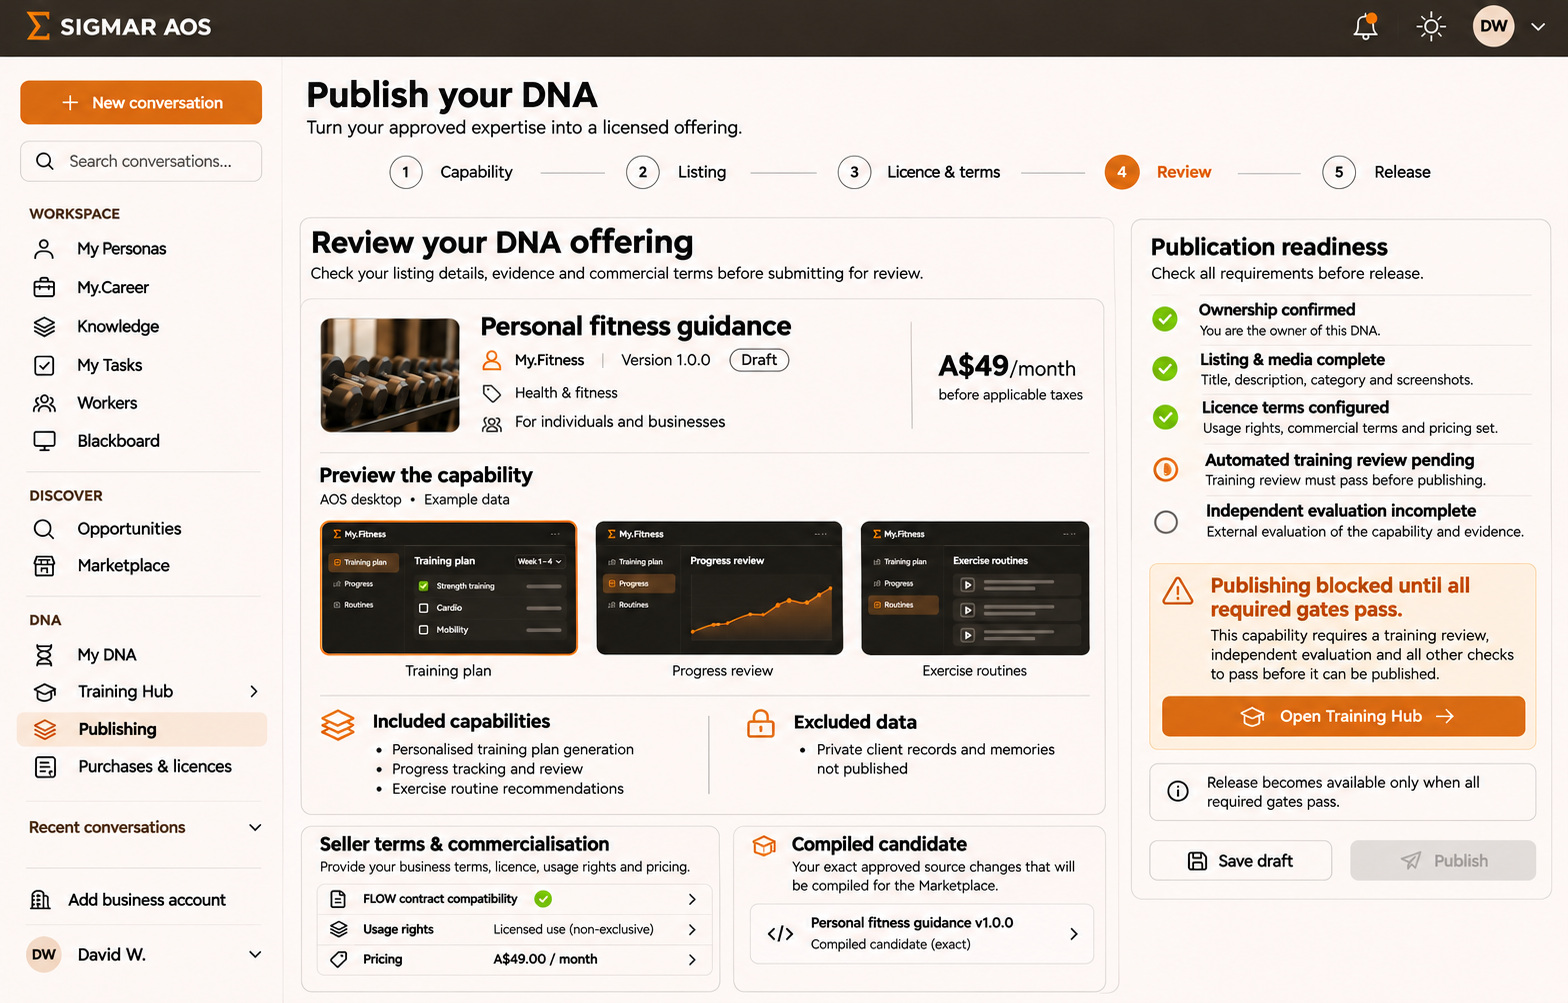 SIGMAR AOS
DW
New conversation
Search conversations...
WORKSPACE
My Personas
My.Career
Knowledge
My Tasks
Workers
Blackboard
DISCOVER
Opportunities
Marketplace
DNA
My DNA
Training Hub
Publishing
Purchases & licences
Recent conversations
Add business account
DW David W.
Publish your DNA
Turn your approved expertise into a licensed offering.
1 Capability
2 Listing
3 Licence & terms
4 Review
5 Release
Review your DNA offering
Check your listing details, evidence and commercial terms before submitting for review.
Personal fitness guidance
My.Fitness | Version 1.0.0 Draft
Health & fitness
For individuals and businesses
A$49/month
before applicable taxes
Preview the capability
AOS desktop • Example data
My.Fitness
Training plan
Progress
Routines
Training plan
Week 1–4
Strength training
Cardio
Mobility
Training plan
My.Fitness
Training plan
Progress
Routines
Progress review
Progress review
My.Fitness
Training plan
Progress
Routines
Exercise routines
Exercise routines
Included capabilities
• Personalised training plan generation
• Progress tracking and review
• Exercise routine recommendations
Excluded data
• Private client records and memories
not published
Seller terms & commercialisation
Provide your business terms, licence, usage rights and pricing.
FLOW contract compatibility
Usage rights Licensed use (non-exclusive)
Pricing A$49.00 / month
Compiled candidate
Your exact approved source changes that will
be compiled for the Marketplace.
Personal fitness guidance v1.0.0
Compiled candidate (exact)
Publication readiness
Check all requirements before release.
Ownership confirmed
You are the owner of this DNA.
Listing & media complete
Title, description, category and screenshots.
Licence terms configured
Usage rights, commercial terms and pricing set.
Automated training review pending
Training review must pass before publishing.
Independent evaluation incomplete
External evaluation of the capability and evidence.
Publishing blocked until all
required gates pass.
This capability requires a training review,
independent evaluation and all other checks
to pass before it can be published.
Open Training Hub →
Release becomes available only when all
required gates pass.
Save draft
Publish